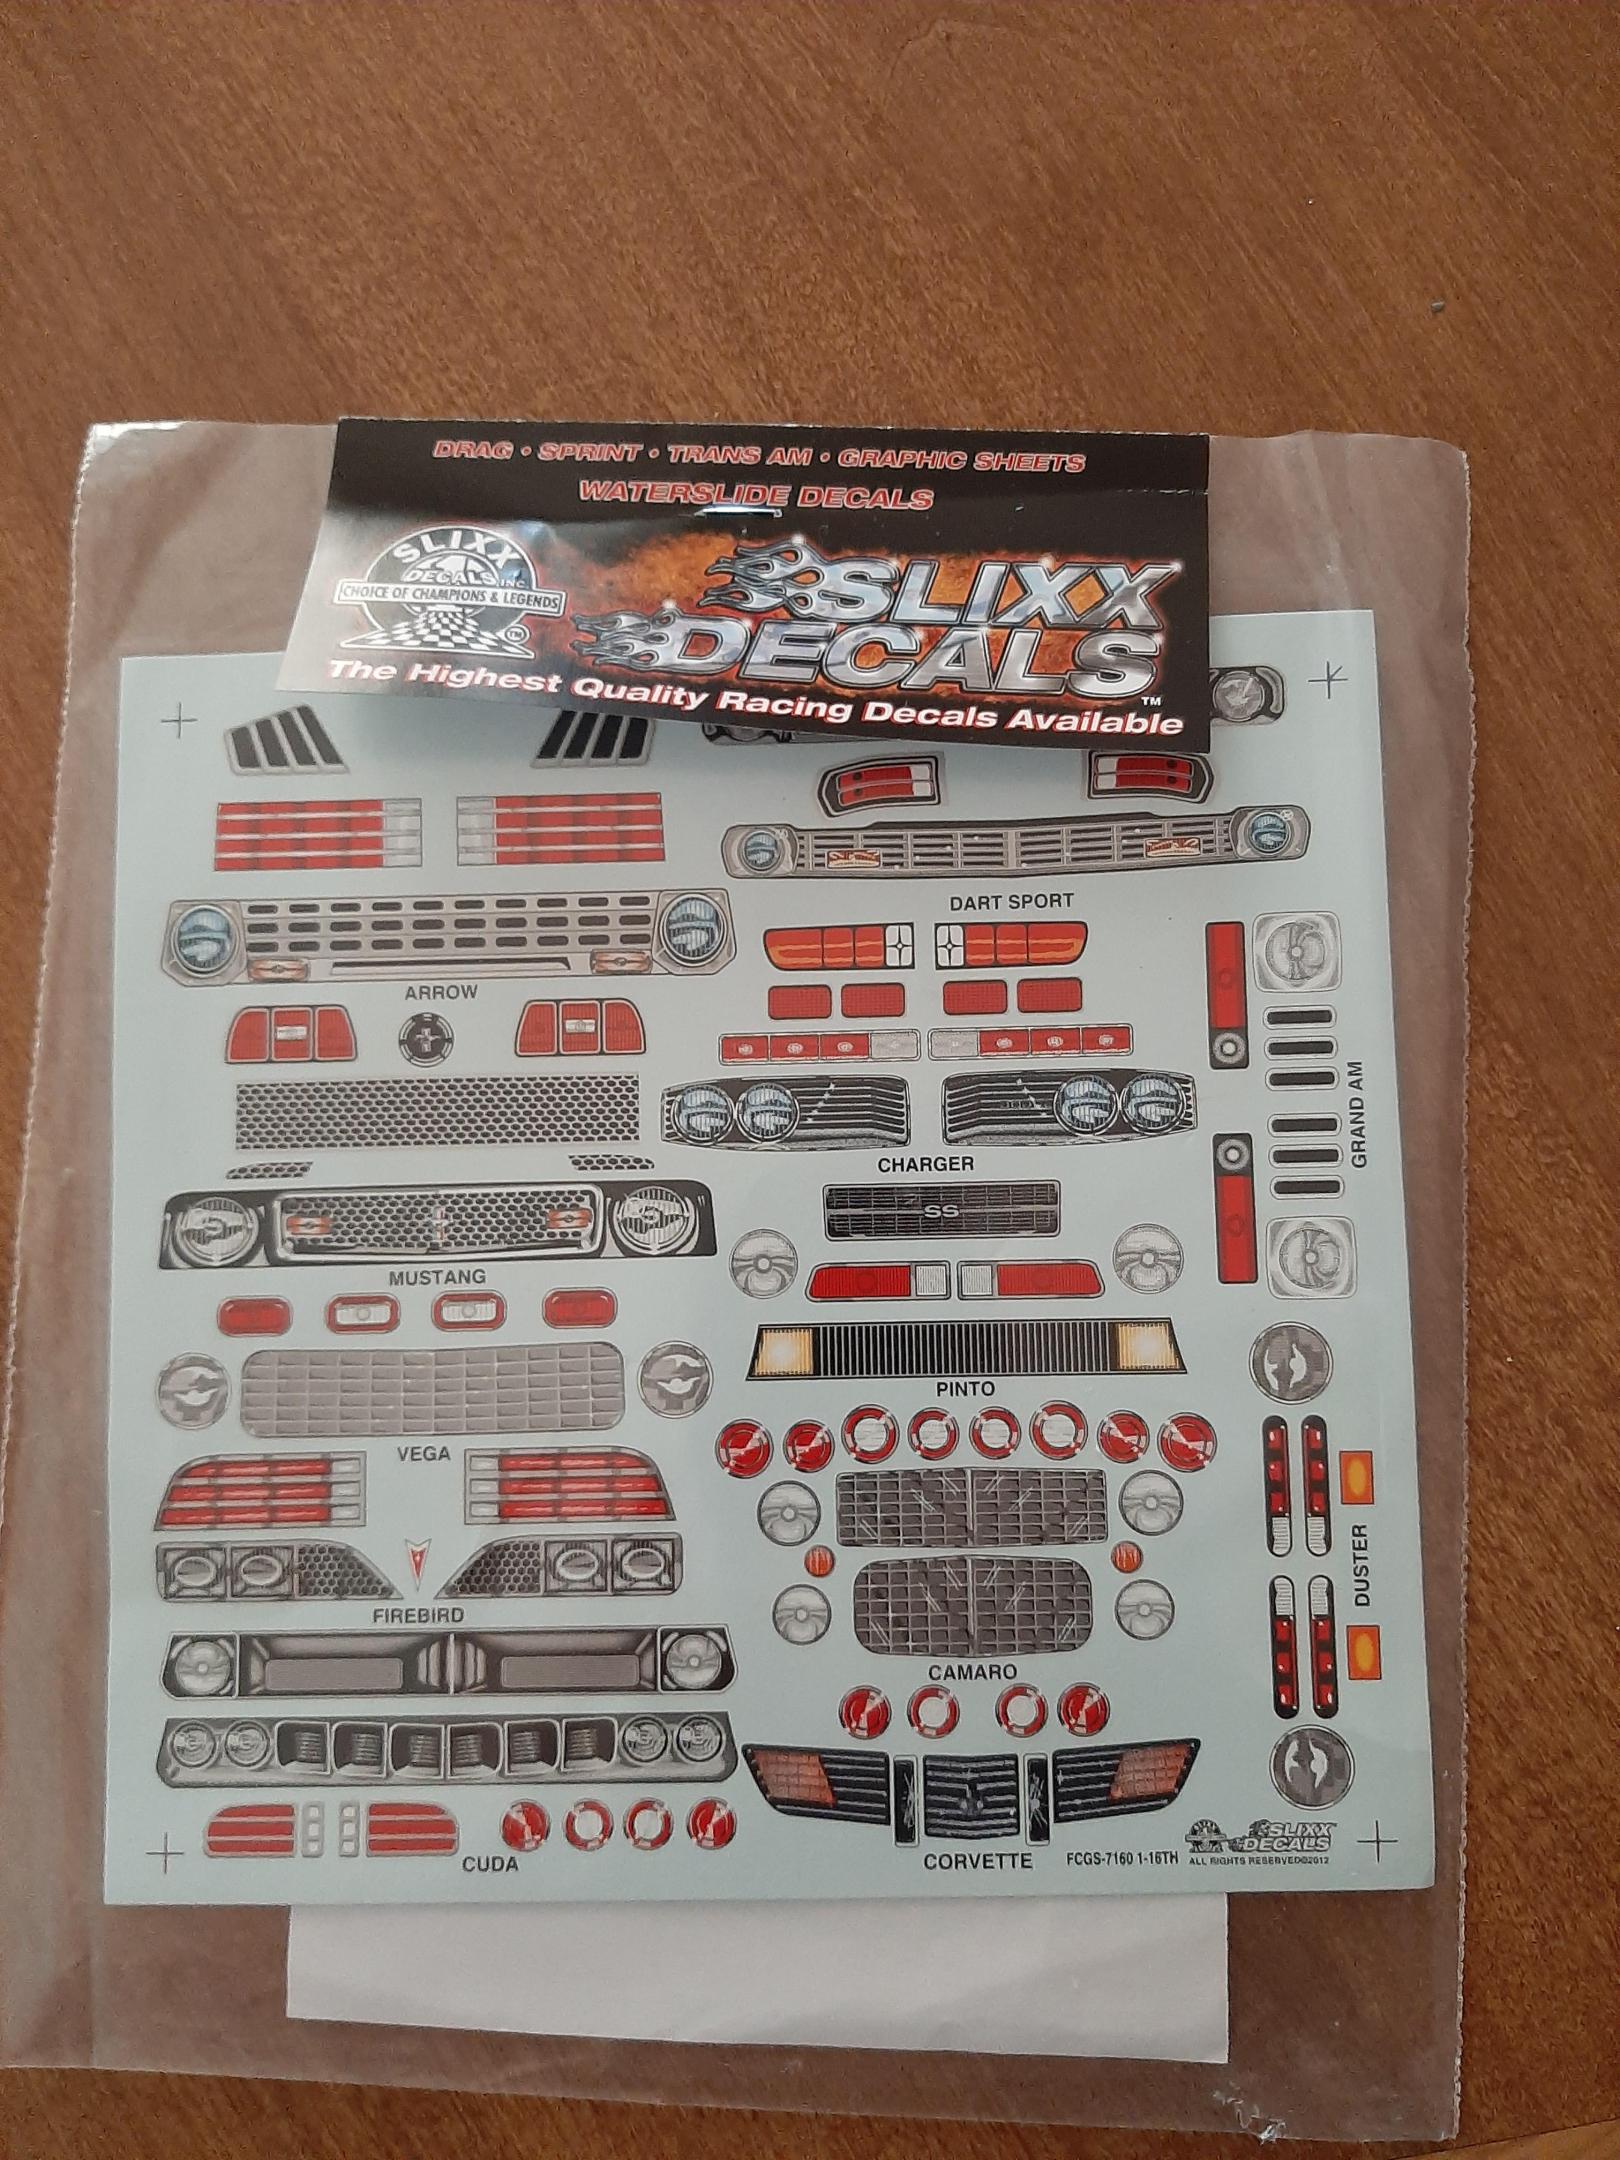 DRAG • SPRINT • TRANS AM • GRAPHIC SHEETS
WATERSLIDE DECALS
SLIXX
DECALS INC.
CHOICE OF CHAMPIONS & LEGENDS
TM
SLIXX
DECALS
TM
The Highest Quality Racing Decals Available
DART SPORT
ARROW
GRAND AM
CHARGER
SS
MUSTANG
PINTO
VEGA
DUSTER
FIREBIRD
CAMARO
CUDA
CORVETTE
FCGS-7160 1-16TH
SLIXX
DECALS
ALL RIGHTS RESERVED©2012